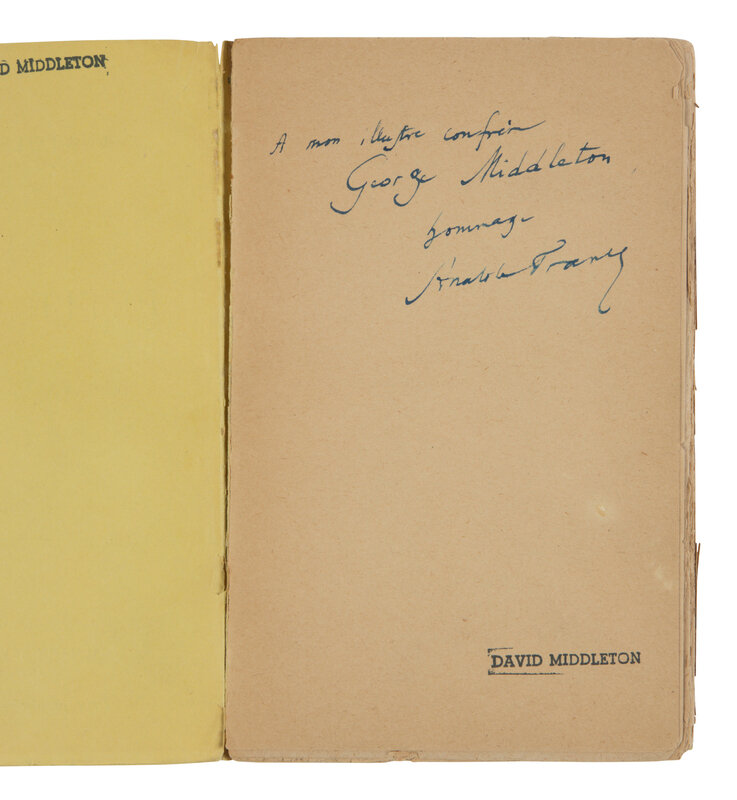 D MIDDLETON
A mon illustre confrère
George Middleton
hommage
Anatole France
DAVID MIDDLETON